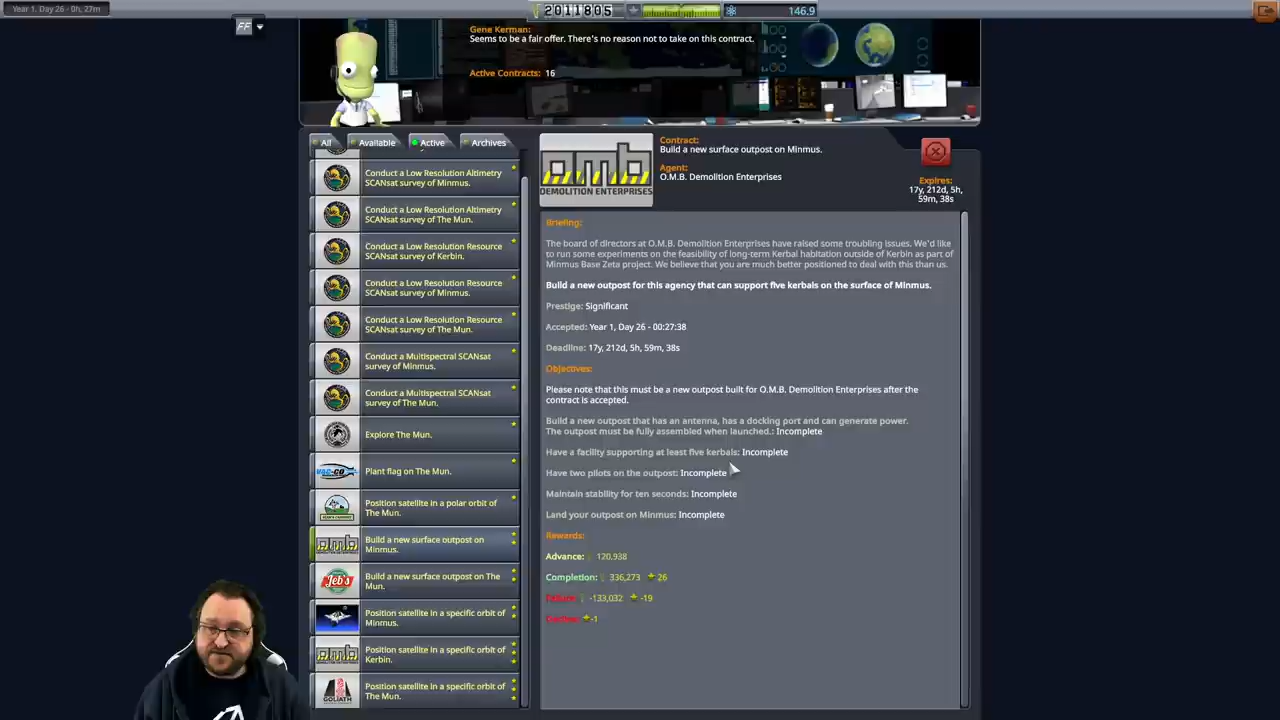 Year 1, Day 26 - 0h, 27m
2011805
146.9
FF
Gene Kerman:
Seems to be a fair offer. There's no reason not to take on this contract.
Active Contracts: 16
All
Available
Active
Archives
Conduct a Low Resolution Altimetry
SCANsat survey of Minmus.
Conduct a Low Resolution Altimetry
SCANsat survey of The Mun.
Conduct a Low Resolution Resource
SCANsat survey of Kerbin.
Conduct a Low Resolution Resource
SCANsat survey of Minmus.
Conduct a Low Resolution Resource
SCANsat survey of The Mun.
Conduct a Multispectral SCANsat
survey of Minmus.
Conduct a Multispectral SCANsat
survey of The Mun.
Explore The Mun.
Plant flag on The Mun.
Position satellite in a polar orbit of
The Mun.
omb
Build a new surface outpost on
Minmus.
Jeb's
Build a new surface outpost on The
Mun.
Position satellite in a specific orbit of
Minmus.
omb
Position satellite in a specific orbit of
Kerbin.
GOLIATH
Position satellite in a specific orbit of
The Mun.
omb
DEMOLITION ENTERPRISES
Contract:
Build a new surface outpost on Minmus.
Agent:
O.M.B. Demolition Enterprises
Expires:
17y, 212d, 5h,
59m, 38s
Briefing:
The board of directors at O.M.B. Demolition Enterprises have raised some troubling issues. We'd like
to run some experiments on the feasibility of long-term Kerbal habitation outside of Kerbin as part of
Minmus Base Zeta project. We believe that you are much better positioned to deal with this than us.
Build a new outpost for this agency that can support five kerbals on the surface of Minmus.
Prestige: Significant
Accepted: Year 1, Day 26 - 00:27:38
Deadline: 17y, 212d, 5h, 59m, 38s
Objectives:
Please note that this must be a new outpost built for O.M.B. Demolition Enterprises after the
contract is accepted.
Build a new outpost that has an antenna, has a docking port and can generate power.
The outpost must be fully assembled when launched.: Incomplete
Have a facility supporting at least five kerbals: Incomplete
Have two pilots on the outpost: Incomplete
Maintain stability for ten seconds: Incomplete
Land your outpost on Minmus: Incomplete
Rewards:
Advance: 120,938
Completion: 336,273 26
Failure: -133,032 -19
Decline: -1